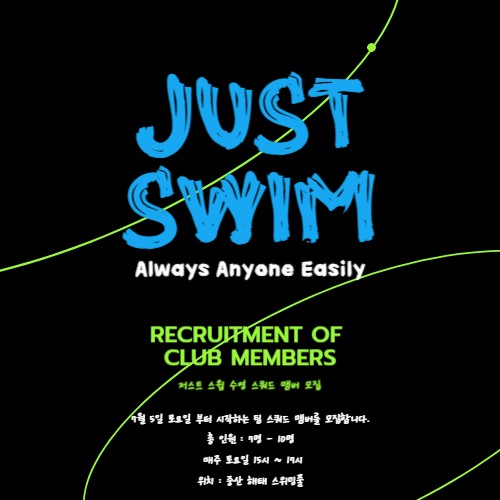 JUST
SWIM
Always Anyone Easily
RECRUITMENT OF
CLUB MEMBERS
저스트 스윔 수영 스쿼드 멤버 모집
7월 5일 토요일 부터 시작하는 팀 스쿼드 멤버를 모집합니다.
총 인원 : 7명 - 10명
매주 토요일 15시 ~ 17시
위치 : 중산 해태 스위밍풀